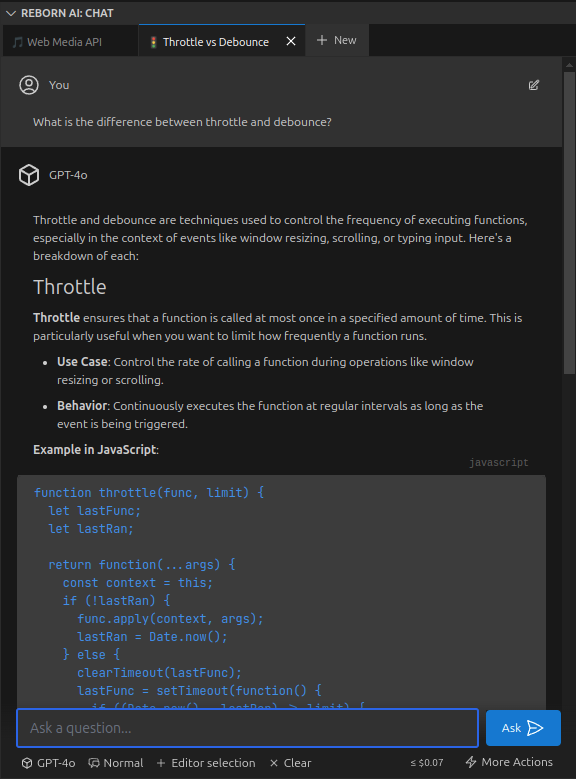 REBORN AI: CHAT
Web Media API
Throttle vs Debounce
New
You
What is the difference between throttle and debounce?
GPT-4o
Throttle and debounce are techniques used to control the frequency of executing functions,
especially in the context of events like window resizing, scrolling, or typing input. Here's a
breakdown of each:
Throttle
Throttle ensures that a function is called at most once in a specified amount of time. This is
particularly useful when you want to limit how frequently a function runs.
• Use Case: Control the rate of calling a function during operations like window
resizing or scrolling.
• Behavior: Continuously executes the function at regular intervals as long as the
event is being triggered.
Example in JavaScript:
javascript
function throttle(func, limit) {
let lastFunc;
let lastRan;
return function(...args) {
const context = this;
if (!lastRan) {
func.apply(context, args);
lastRan = Date.now();
} else {
clearTimeout(lastFunc);
lastFunc = setTimeout(function() {
if ((Date.now() - lastRan) >= limit) {
Ask a question...
Ask
GPT-4o
Normal
+ Editor selection
Clear
≤ $0.07
More Actions